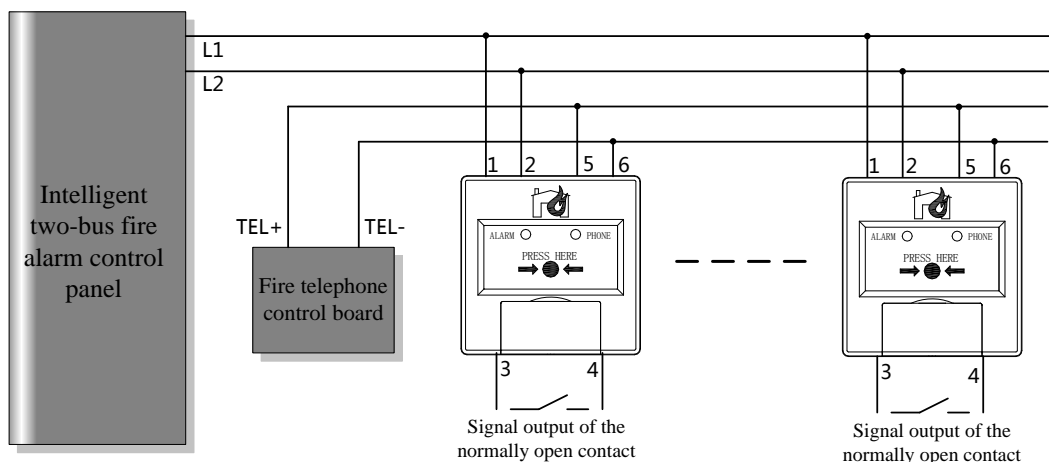 L1
L2
Intelligent
two-bus fire
alarm control
panel
TEL+
TEL-
Fire telephone
control board
1 2 5 6
ALARM PHONE
PRESS HERE
3 4
Signal output of the
normally open contact
1 2 5 6
ALARM PHONE
PRESS HERE
3 4
Signal output of the
normally open contact